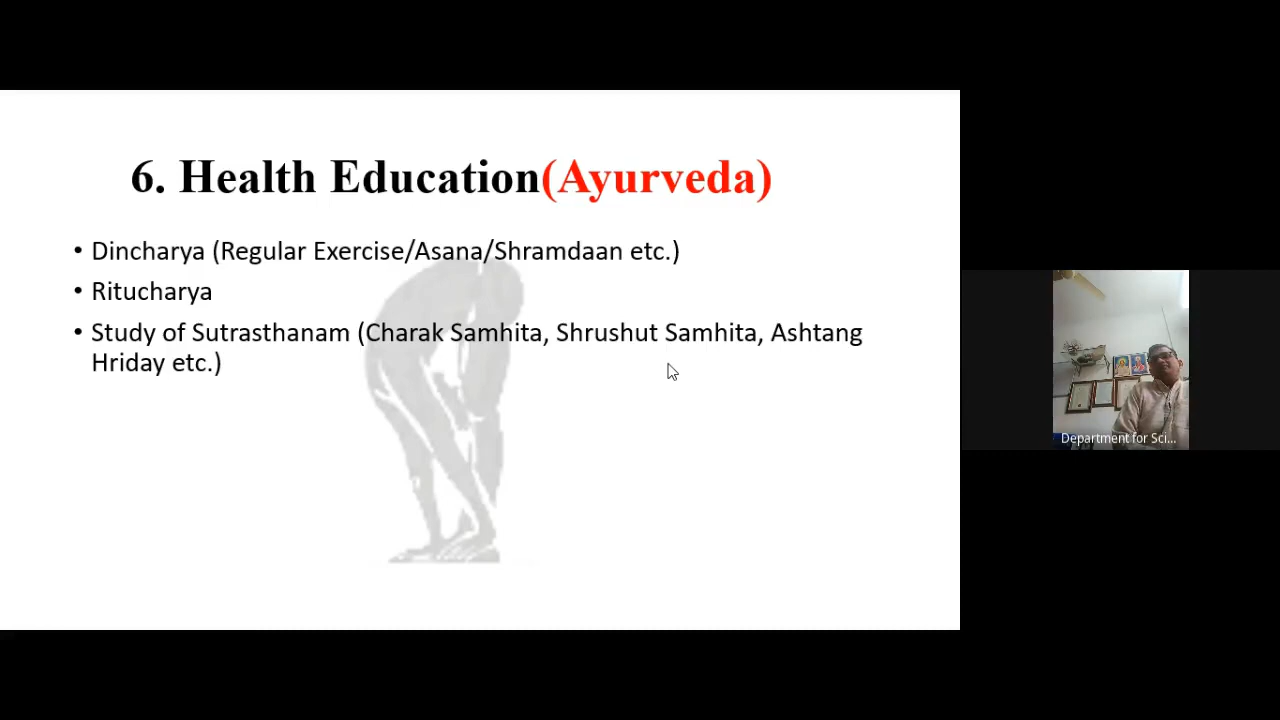 6. Health Education(Ayurveda)
• Dincharya (Regular Exercise/Asana/Shramdaan etc.)
• Ritucharya
• Study of Sutrasthanam (Charak Samhita, Shrushut Samhita, Ashtang
Hriday etc.)
Department for Sci...